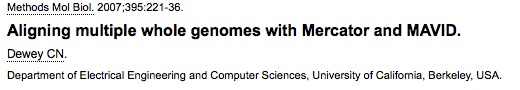 Methods Mol Biol. 2007;395:221-36.
Aligning multiple whole genomes with Mercator and MAVID.
Dewey CN.
Department of Electrical Engineering and Computer Sciences, University of California, Berkeley, USA.